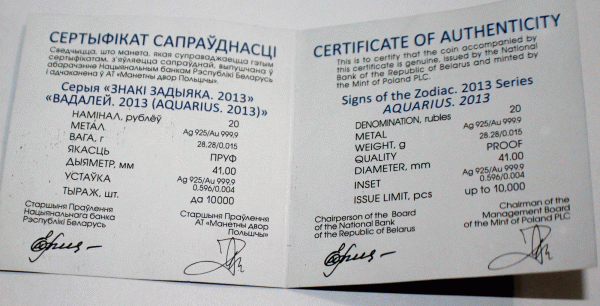 СЕРТЫФІКАТ САПРАЎДНАСЦІ
Сведчыцца, што манета, якая суправаджаецца гэтым
сертыфікатам, з'яўляецца сапраўднай, выпушчана ў
абарачэнне Нацыянальным банкам Рэспублікі Беларусь
і адчаканена ў АТ «Манетны двор Польшчы».
Серыя «ЗНАКІ ЗАДЫЯКА. 2013»
«ВАДАЛЕЙ. 2013 (AQUARIUS. 2013)»
НАМІНАЛ, рублёў 20
МЕТАЛ Ag 925/Au 999,9
ВАГА, г 28,28/0,015
ЯКАСЦЬ ПРУФ
ДЫЯМЕТР, мм 41,00
УСТАЎКА Ag 925/Au 999,9
0,596/0,004
ТЫРАЖ, шт. да 10000
Старшыня Праўлення
Нацыянальнага банка
Рэспублікі Беларусь
Старшыня Праўлення
АТ «Манетны двор
Польшчы»
CERTIFICATE OF AUTHENTICITY
This is to certify that the coin accompanied by
this certificate is genuine, issued by the National
Bank of the Republic of Belarus and minted by
the Mint of Poland PLC.
Signs of the Zodiac. 2013 Series
AQUARIUS. 2013
DENOMINATION, rubles 20
METAL Ag 925/Au 999.9
WEIGHT, g 28.28/0.015
QUALITY PROOF
DIAMETER, mm 41.00
INSET Ag 925/Au 999.9
0.596/0.004
ISSUE LIMIT, pcs up to 10,000
Chairperson of the Board
of the National Bank
of the Republic of Belarus
Chairman of the
Management Board
of the Mint of Poland PLC